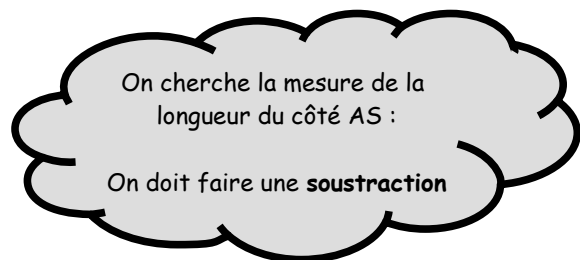 On cherche la mesure de la
longueur du côté AS :
On doit faire une soustraction